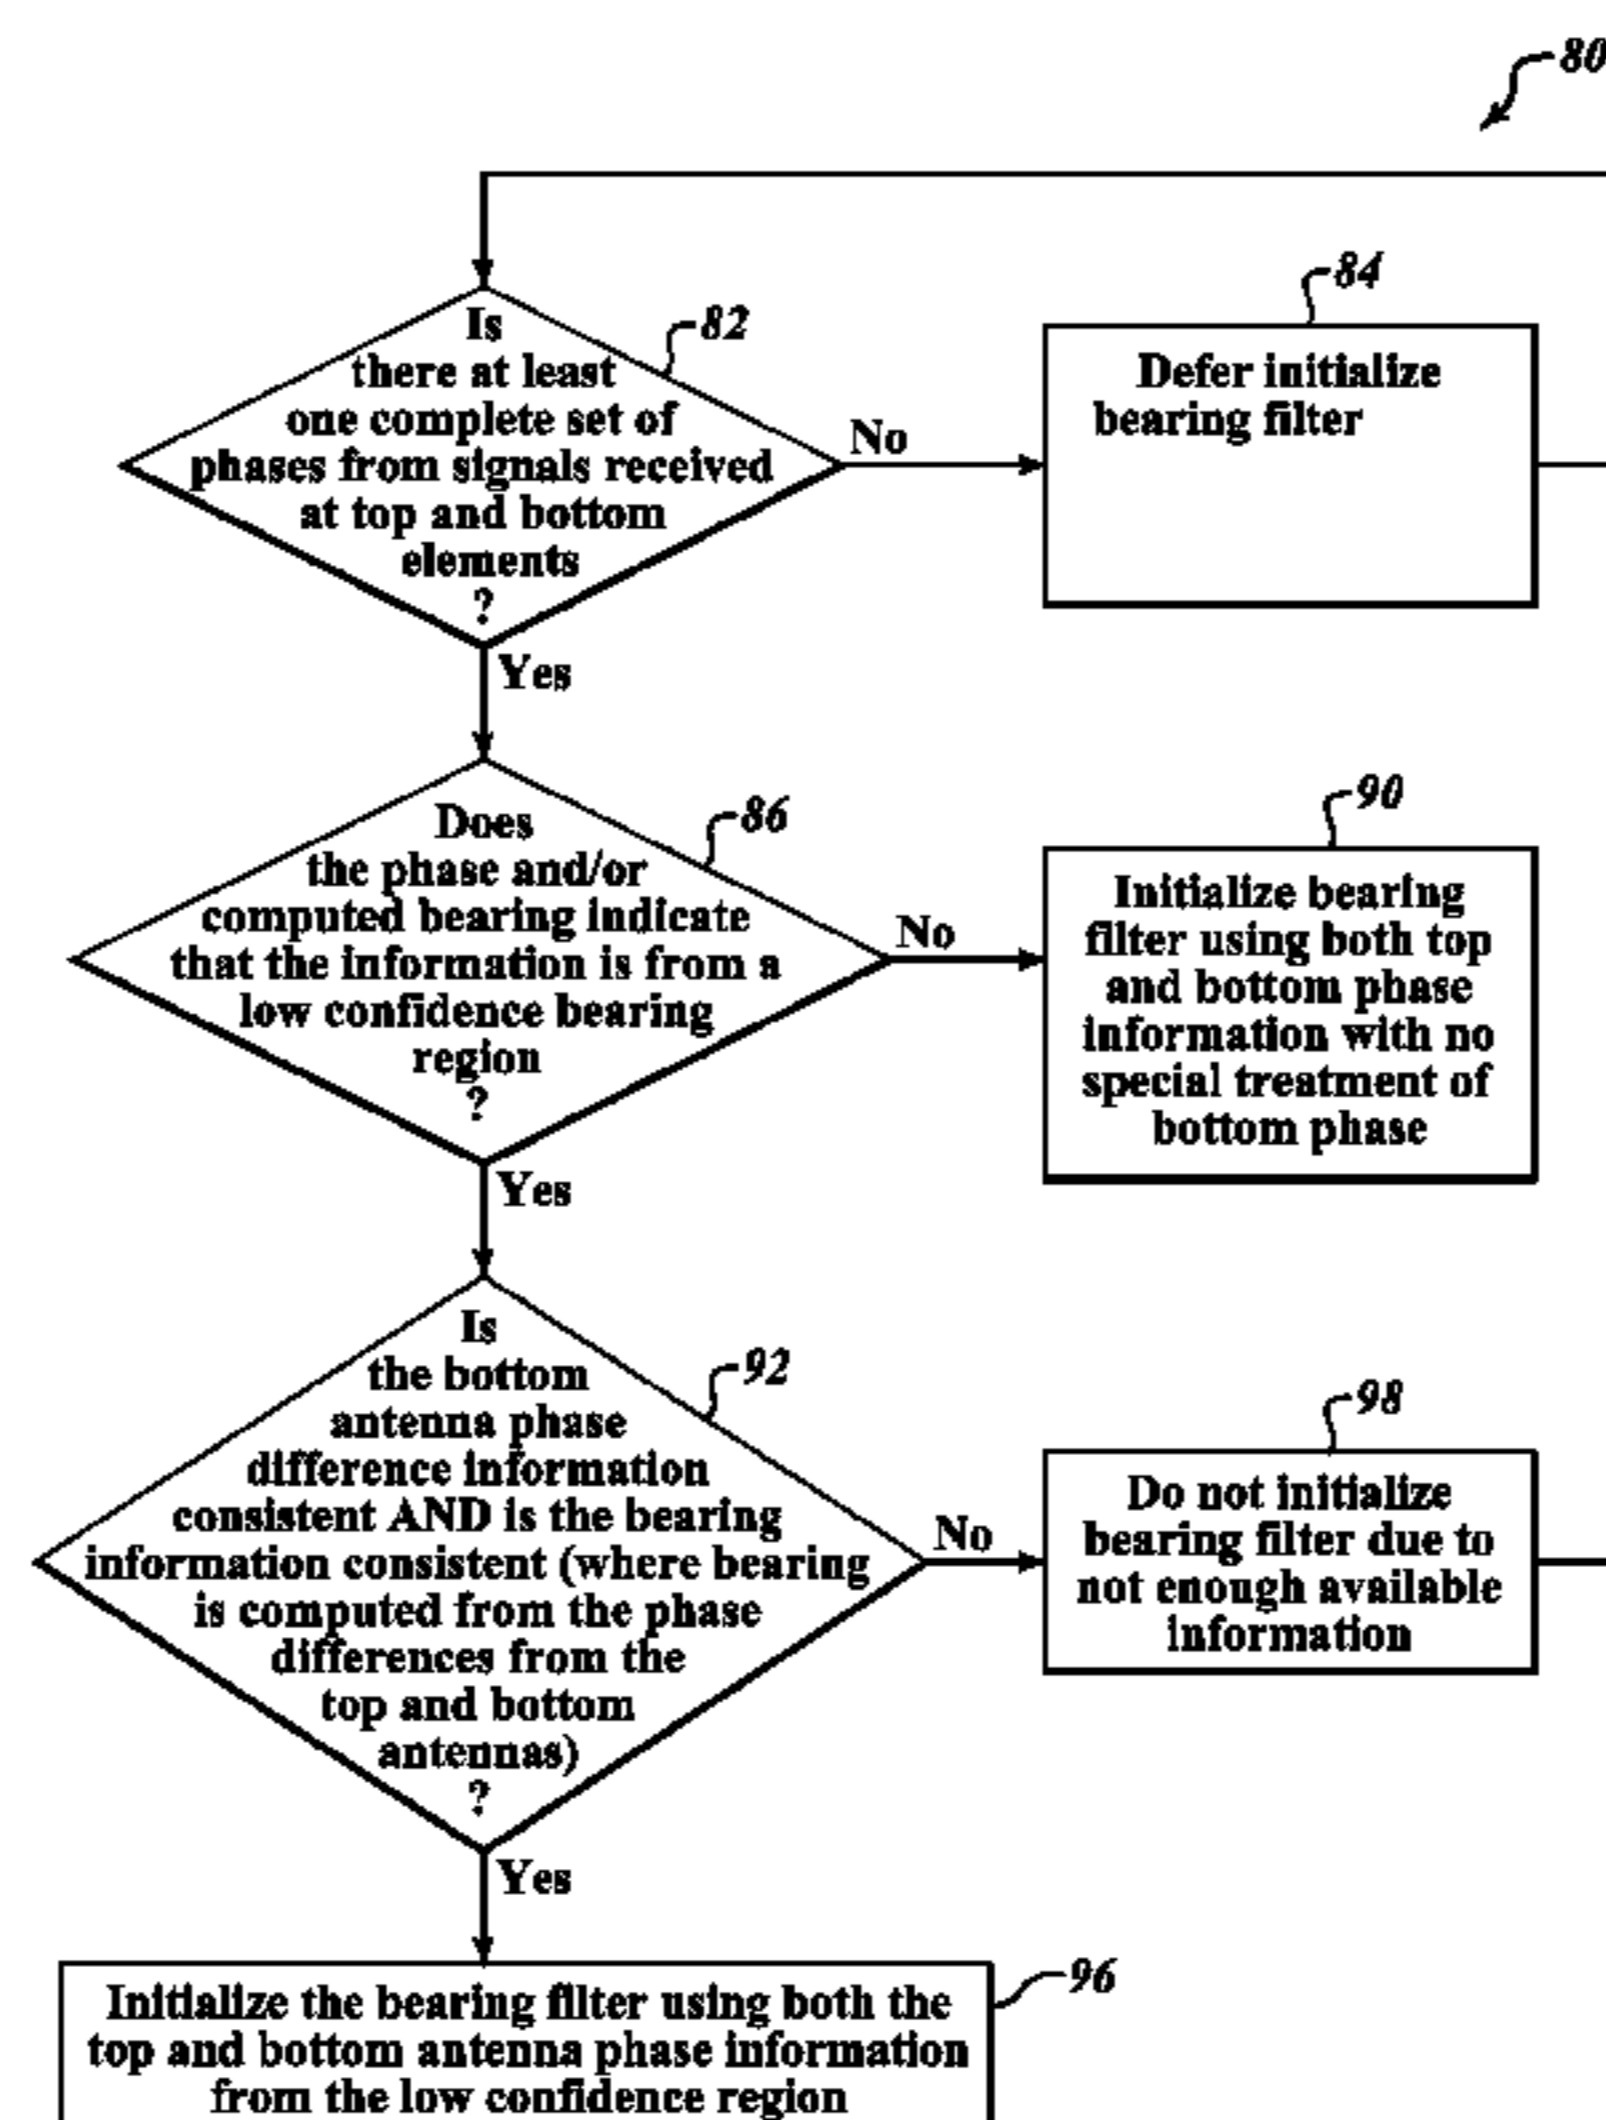 80
Is
there at least
one complete set of
phases from signals received
at top and bottom
elements
?
82
No
84
Defer initialize
bearing filter
Yes
Does
the phase and/or
computed bearing indicate
that the information is from a
low confidence bearing
region
?
86
No
90
Initialize bearing
filter using both top
and bottom phase
information with no
special treatment of
bottom phase
Yes
Is
the bottom
antenna phase
difference information
consistent AND is the bearing
information consistent (where bearing
is computed from the phase
differences from the
top and bottom
antennas)
?
92
No
98
Do not initialize
bearing filter due to
not enough available
information
Yes
96
Initialize the bearing filter using both the
top and bottom antenna phase information
from the low confidence region